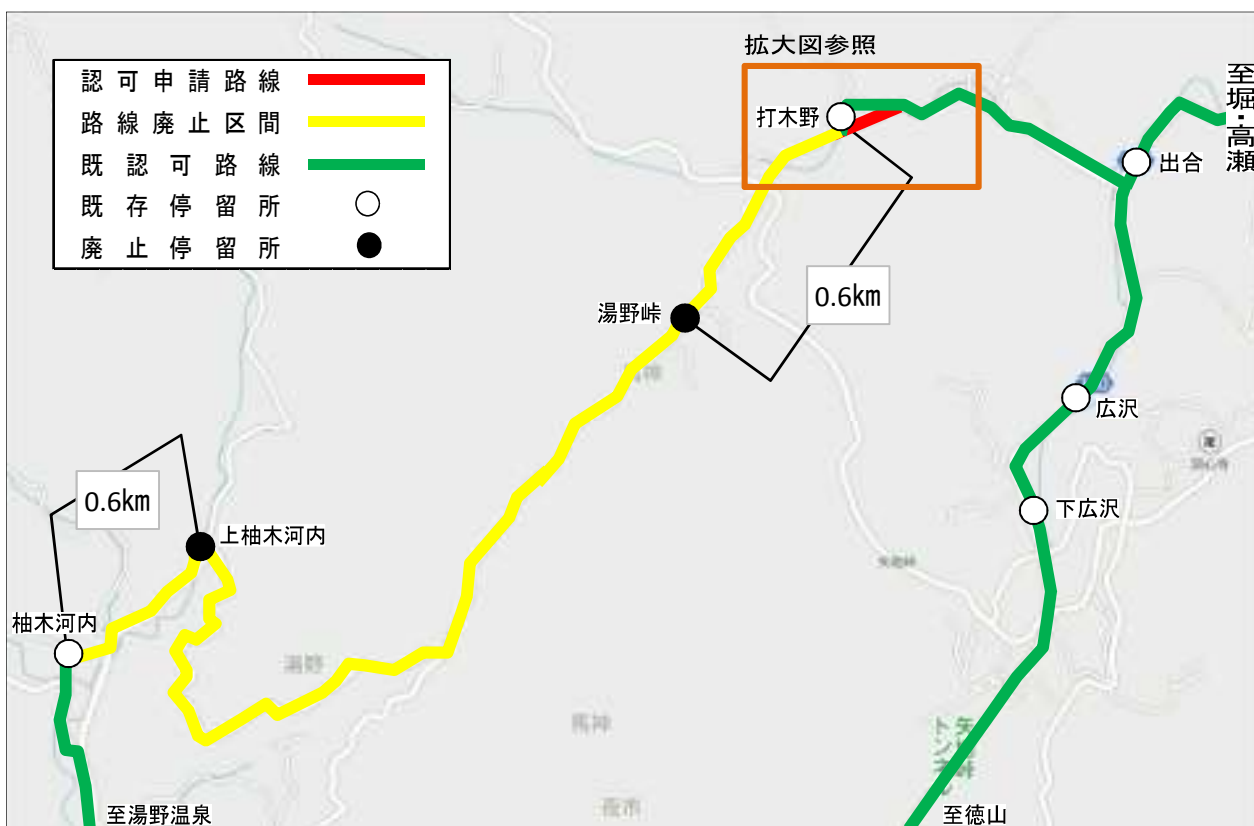 拡大図参照
認可申請路線
路線廃止区間
既認可路線
既存停留所
廃止停留所
打木野
至堀・高瀬
出合
0.6km
湯野峠
広沢
下広沢
0.6km
上柚木河内
柚木河内
湯野
馬神
夜市
至湯野温泉
至徳山